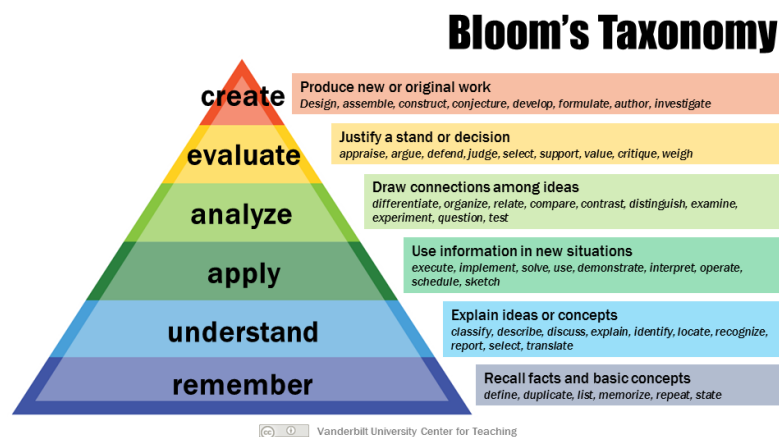 Bloom's Taxonomy
create
Produce new or original work
Design, assemble, construct, conjecture, develop, formulate, author, investigate
evaluate
Justify a stand or decision
appraise, argue, defend, judge, select, support, value, critique, weigh
analyze
Draw connections among ideas
differentiate, organize, relate, compare, contrast, distinguish, examine,
experiment, question, test
apply
Use information in new situations
execute, implement, solve, use, demonstrate, interpret, operate,
schedule, sketch
understand
Explain ideas or concepts
classify, describe, discuss, explain, identify, locate, recognize,
report, select, translate
remember
Recall facts and basic concepts
define, duplicate, list, memorize, repeat, state
cc Vanderbilt University Center for Teaching